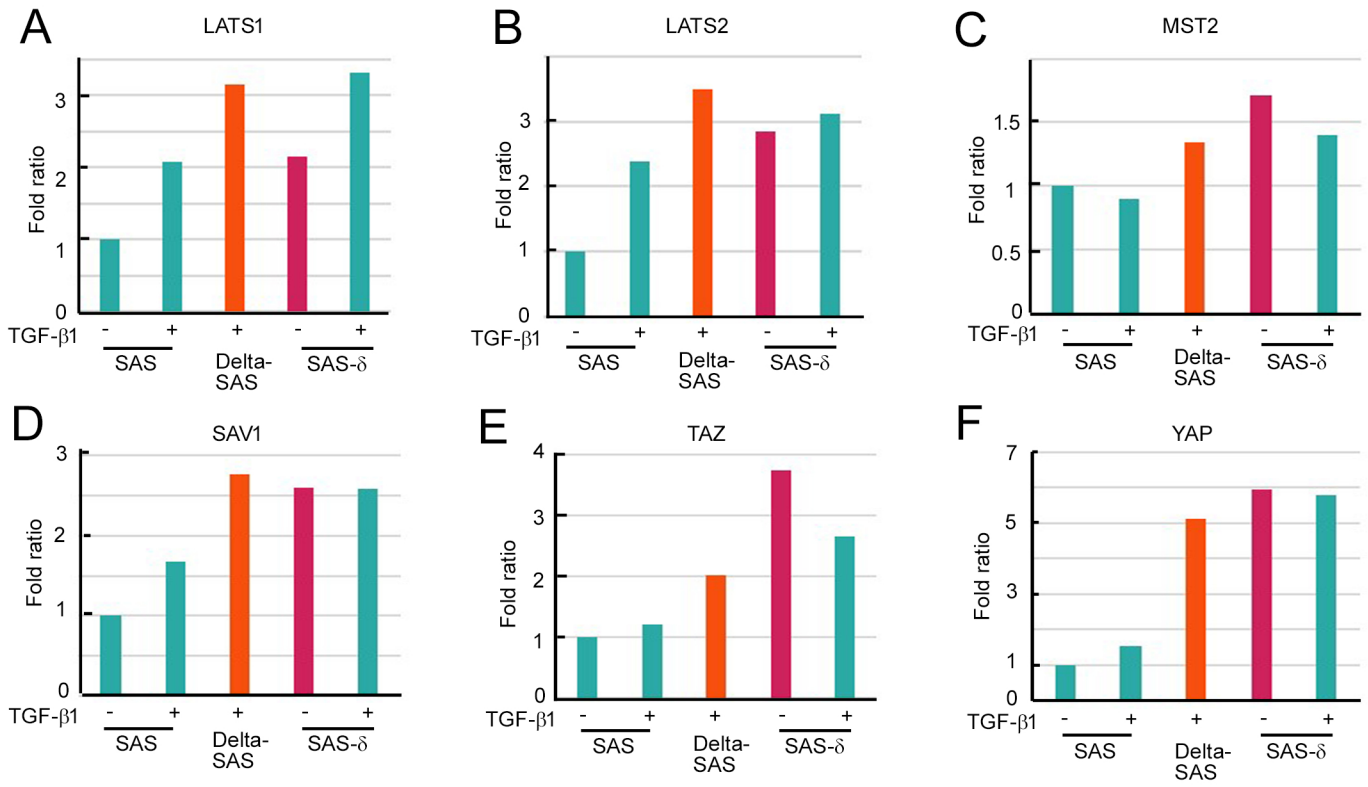 A
LATS1
Fold ratio
3
2
1
0
TGF-β1
- + + - +
SAS
Delta-
SAS
SAS-δ
B
LATS2
Fold ratio
3
2
1
0
TGF-β1
- + + - +
SAS
Delta-
SAS
SAS-δ
C
MST2
Fold ratio
1.5
1
0.5
0
TGF-β1
- + + - +
SAS
Delta-
SAS
SAS-δ
D
SAV1
Fold ratio
3
2
1
0
TGF-β1
- + + - +
SAS
Delta-
SAS
SAS-δ
E
TAZ
Fold ratio
4
3
2
1
0
TGF-β1
- + + - +
SAS
Delta-
SAS
SAS-δ
F
YAP
Fold ratio
7
5
3
1
0
TGF-β1
- + + - +
SAS
Delta-
SAS
SAS-δ